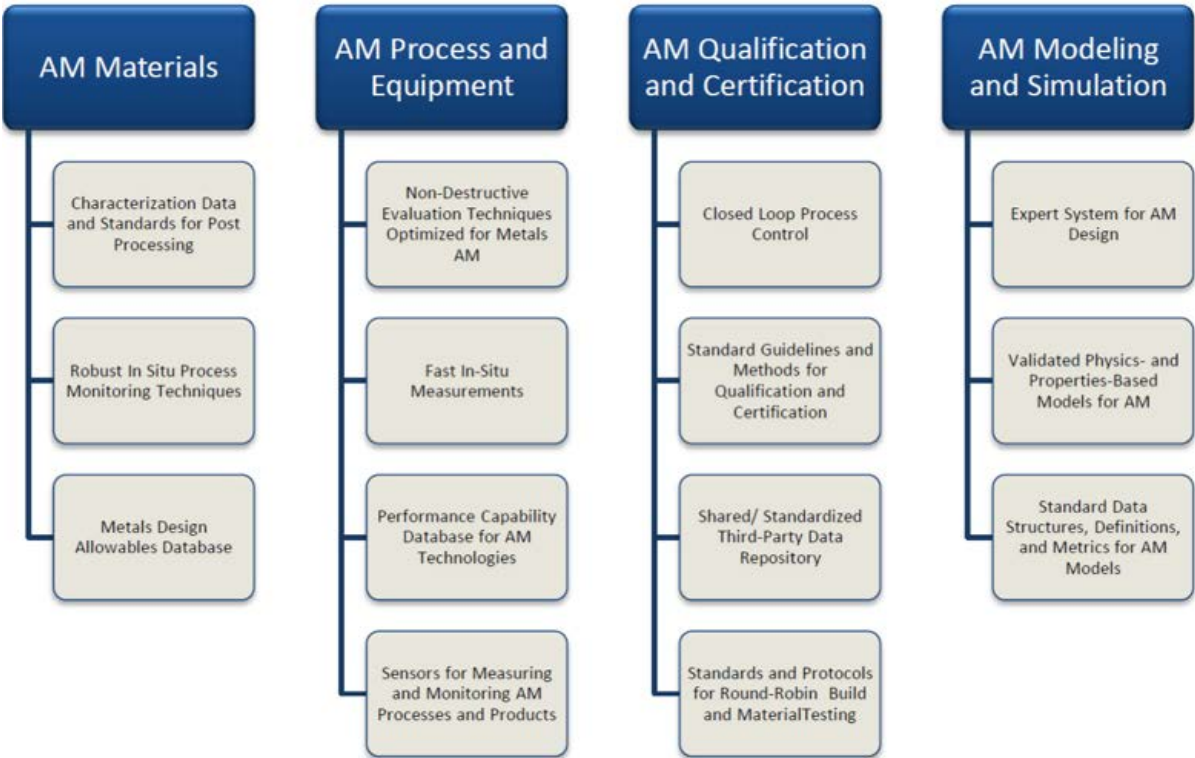 AM Materials
Characterization Data
and Standards for Post
Processing
Robust In Situ Process
Monitoring Techniques
Metals Design
Allowables Database
AM Process and
Equipment
Non-Destructive
Evaluation Techniques
Optimized for Metals
AM
Fast In-Situ
Measurements
Performance Capability
Database for AM
Technologies
Sensors for Measuring
and Monitoring AM
Processes and Products
AM Qualification
and Certification
Closed Loop Process
Control
Standard Guidelines and
Methods for
Qualification and
Certification
Shared/ Standardized
Third-Party Data
Repository
Standards and Protocols
for Round-Robin Build
and MaterialTesting
AM Modeling
and Simulation
Expert System for AM
Design
Validated Physics- and
Properties-Based
Models for AM
Standard Data
Structures, Definitions,
and Metrics for AM
Models